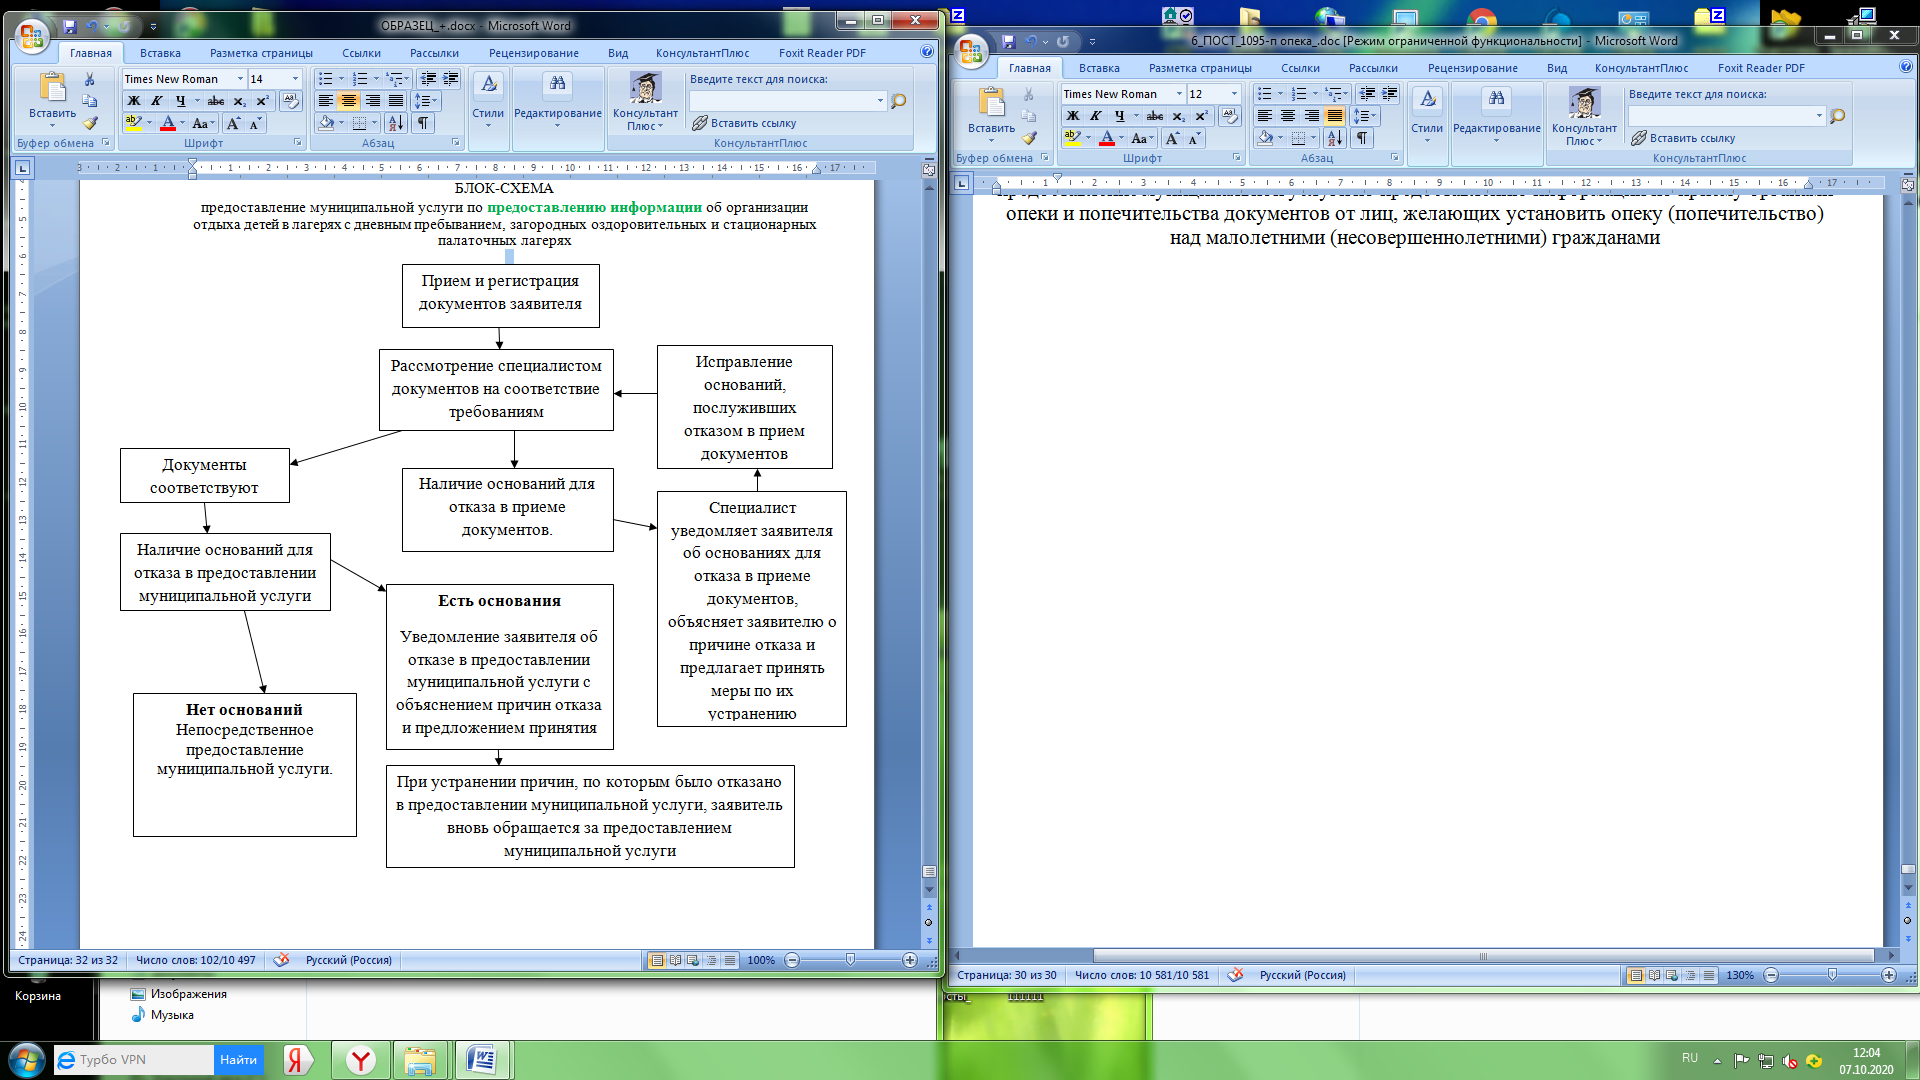 ОБРАЗЕЦ_+.docx - Microsoft Word
Главная Вставка Разметка страницы Ссылки Рассылки Рецензирование Вид КонсультантПлюс Foxit Reader PDF
Times New Roman 14
Введите текст для поиска:
Вставить
Ж К Ч abc x₂ x² Aa
Стили
Редактирование
Консультант
Плюс
Вставить ссылку
Буфер обмена Шрифт Абзац КонсультантПлюс
БЛОК-СХЕМА
предоставление муниципальной услуги по предоставлению информации об организации
отдыха детей в лагерях с дневным пребыванием, загородных оздоровительных и стационарных
палаточных лагерях
Прием и регистрация
документов заявителя
Рассмотрение специалистом
документов на соответствие
требованиям
Исправление
оснований,
послуживших
отказом в прием
документов
Документы
соответствуют
Наличие оснований для
отказа в приеме
документов.
Специалист
уведомляет заявителя
об основаниях для
отказа в приеме
документов,
объясняет заявителю о
причине отказа и
предлагает принять
меры по их
устранению
Наличие оснований для
отказа в предоставлении
муниципальной услуги
Есть основания
Уведомление заявителя об
отказе в предоставлении
муниципальной услуги с
объяснением причин отказа
и предложением принятия
Нет оснований
Непосредственное
предоставление
муниципальной услуги.
При устранении причин, по которым было отказано
в предоставлении муниципальной услуги, заявитель
вновь обращается за предоставлением
муниципальной услуги
Страница: 32 из 32 Число слов: 102/10 497 Русский (Россия) 100%
6_ПОСТ_1095-п опека_.doc [Режим ограниченной функциональности] - Microsoft Word
Главная Вставка Разметка страницы Ссылки Рассылки Рецензирование Вид КонсультантПлюс Foxit Reader PDF
Times New Roman 12
Введите текст для поиска:
Вставить
Ж К Ч abc x₂ x² Aa
Стили
Редактирование
Консультант
Плюс
Вставить ссылку
Буфер обмена Шрифт Абзац КонсультантПлюс
опеки и попечительства документов от лиц, желающих установить опеку (попечительство)
над малолетними (несовершеннолетними) гражданами
Страница: 30 из 30 Число слов: 10 581/10 581 Русский (Россия) 130%
Корзина
Изображения
Музыка
Турбо VPN Найти
RU
12:04
07.10.2020